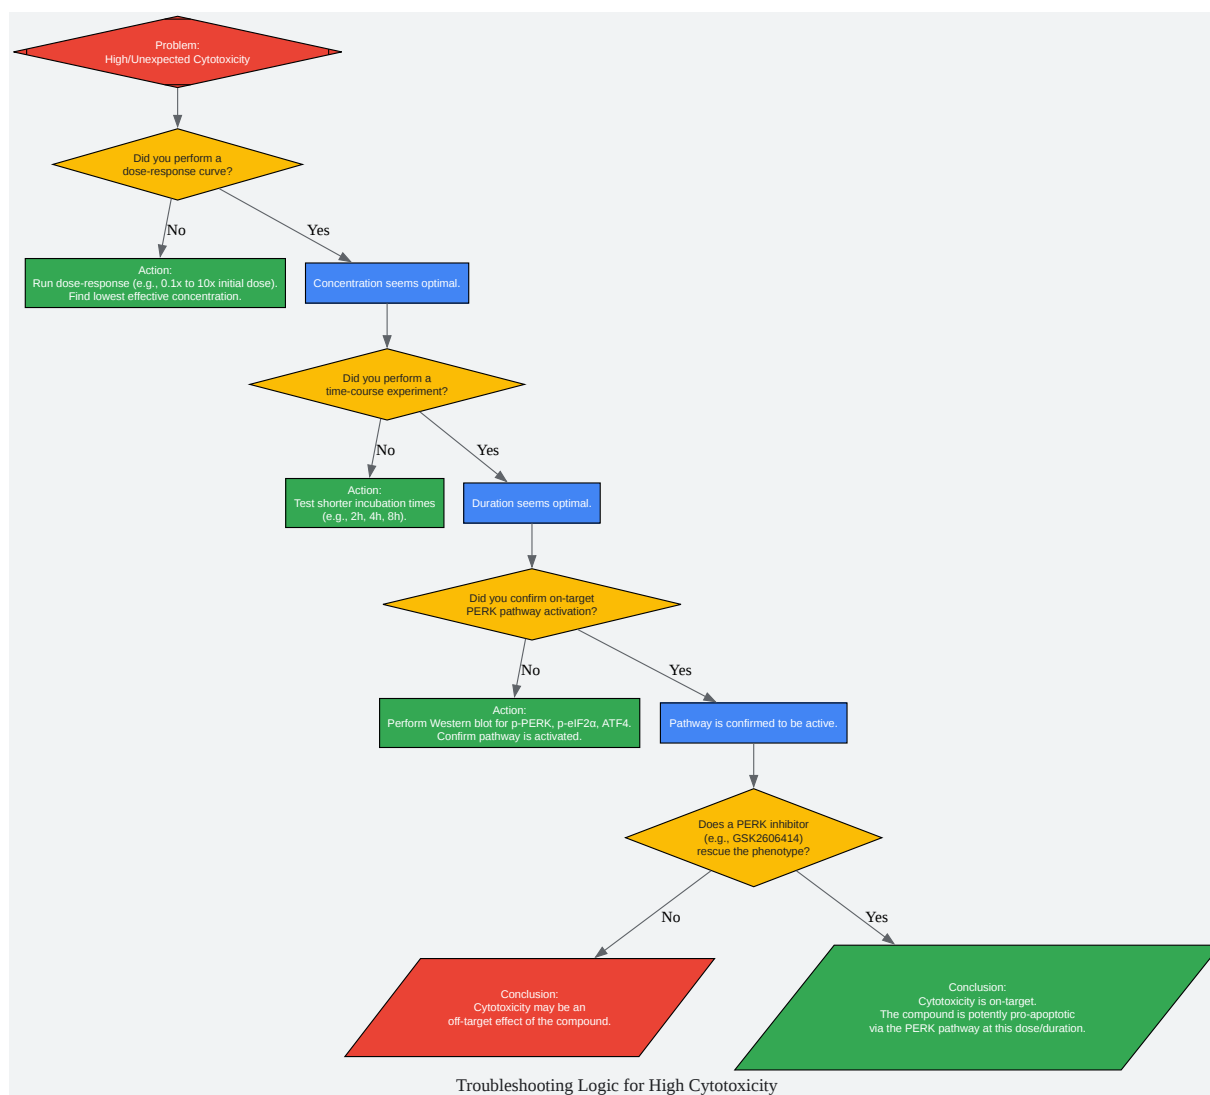 Problem:
High/Unexpected Cytotoxicity
Did you perform a
dose-response curve?
No
Yes
Action:
Run dose-response (e.g., 0.1x to 10x initial dose).
Find lowest effective concentration.
Concentration seems optimal.
Did you perform a
time-course experiment?
No
Yes
Action:
Test shorter incubation times
(e.g., 2h, 4h, 8h).
Duration seems optimal.
Did you confirm on-target
PERK pathway activation?
No
Yes
Action:
Perform Western blot for p-PERK, p-eIF2α, ATF4.
Confirm pathway is activated.
Pathway is confirmed to be active.
Does a PERK inhibitor
(e.g., GSK2606414)
rescue the phenotype?
No
Yes
Conclusion:
Cytotoxicity may be an
off-target effect of the compound.
Conclusion:
Cytotoxicity is on-target.
The compound is potently pro-apoptotic
via the PERK pathway at this dose/duration.
Troubleshooting Logic for High Cytotoxicity